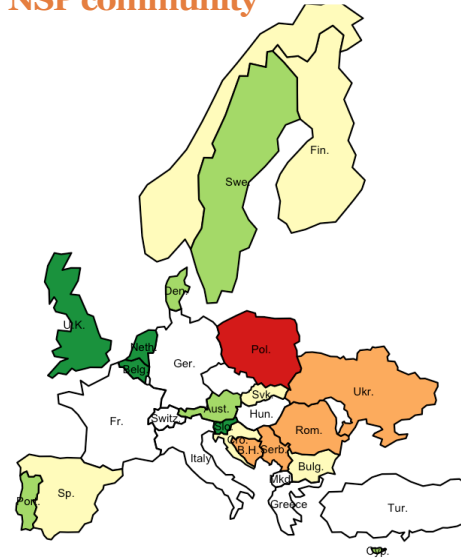 NSP community
Fin.
Swe.
Den.
U.K.
Neth.
Belg.
Ger.
Pol.
Ukr.
Svk.
Fr.
Switz.
Aust.
Hun.
Slo.
Cro.
Rom.
B.H.
Serb.
Italy
Bulg.
Mkd.
Sp.
Port.
Greece
Tur.
Cyp.